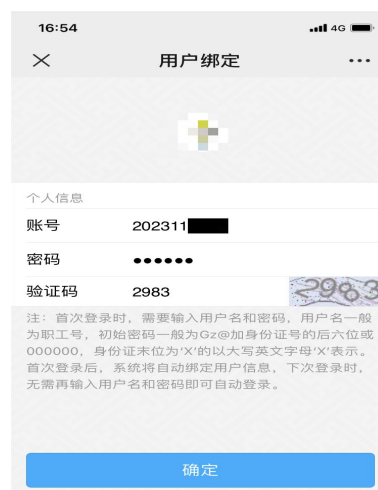 16:54
4G
用户绑定
个人信息
账号 202311
密码 ●●●●●●
验证码 2983 2983
注：首次登录时，需要输入用户名和密码，用户名一般
为职工号，初始密码一般为Gz@加身份证号的后六位或
000000，身份证末位为'X'的以大写英文字母'X'表示。
首次登录后，系统将自动绑定用户信息，下次登录时，
无需再输入用户名和密码即可自动登录。
确定